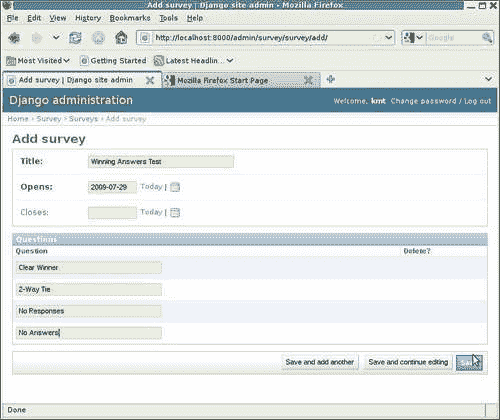 Add survey | Django site admin - Mozilla Firefox
File Edit View History Bookmarks Tools Help
http://localhost:8000/admin/survey/survey/add/
Google
Most Visited Getting Started Latest Headlin...
Add survey | Django site admin Mozilla Firefox Start Page
Django administration
Welcome, kmt Change password / Log out
Home › Survey › Surveys › Add survey
Add survey
Title: Winning Answers Test
Opens: 2009-07-29 Today |
Closes: Today |
Questions
Question Delete?
Clear Winner
2-Way Tie
No Responses
No Answers
Save and add another Save and continue editing
Done